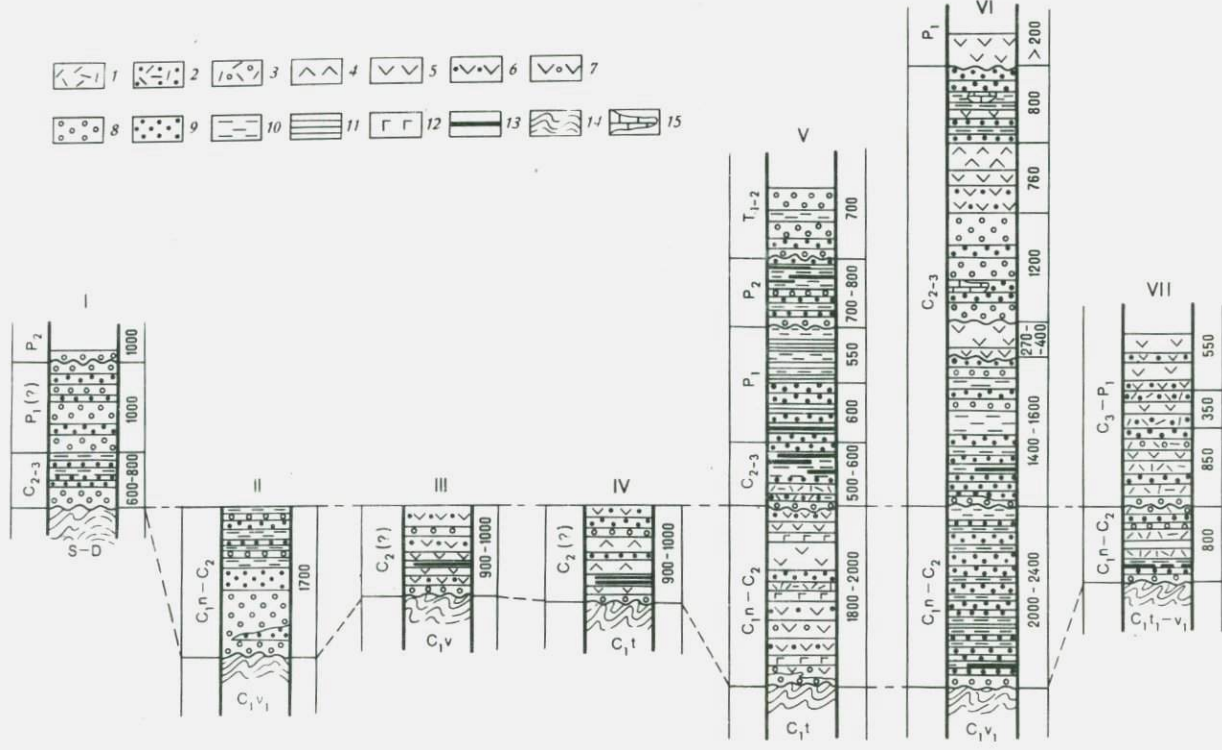 1 2 3 4 5 6 7
8 9 10 11 12 13 14 15
I
P₂
1000
P₁ (?)
1000
C₂₋₃
600-800
S-D
II
C₁n-C₂
1700
C₁v₁
III
C₂ (?)
900-1000
C₁v
IV
C₂ (?)
900-1000
C₁t
V
T₁₋₂
700
P₂
700-800
P₁
550
600
C₂₋₃
500-600
C₁n-C₂
1800-2000
C₁t
VI
P₁
>200
C₂₋₃
800
760
1200
270-
-400
1400-1600
C₁n-C₂
2000-2400
C₁v₁
VII
C₃-P₁
550
350
850
C₁n-C₂
800
C₁t₁-v₁